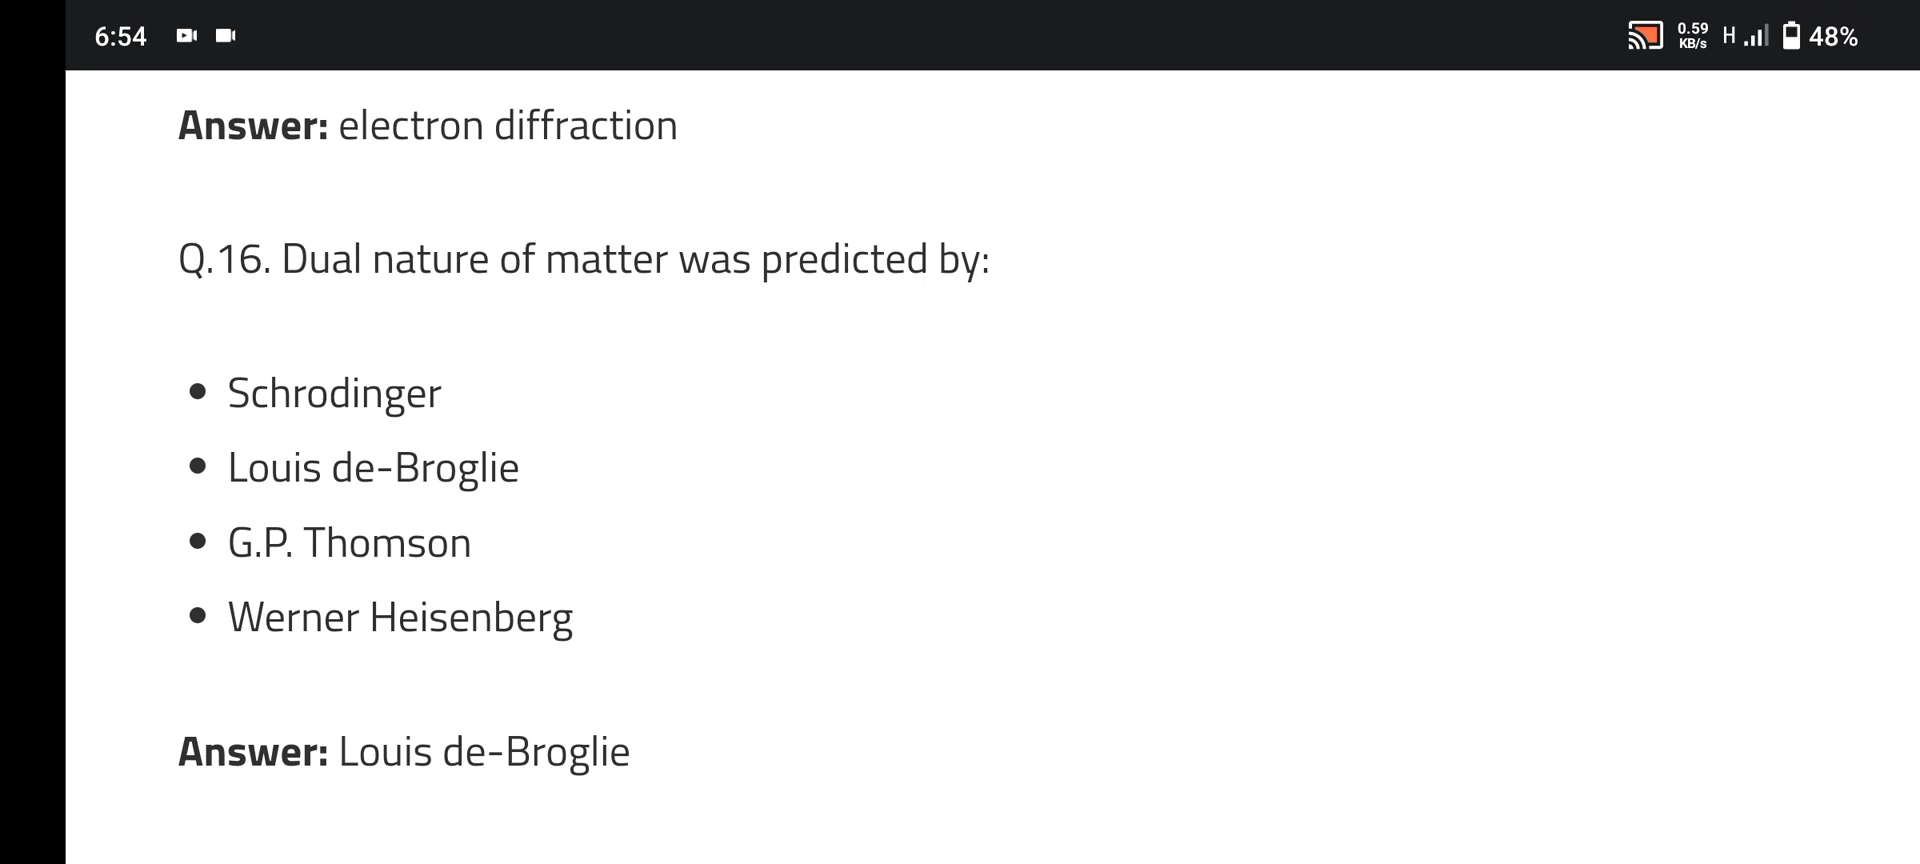 6:54 0.59 KB/s H 48%
Answer: electron diffraction
Q.16. Dual nature of matter was predicted by:
• Schrodinger
• Louis de-Broglie
• G.P. Thomson
• Werner Heisenberg
Answer: Louis de-Broglie